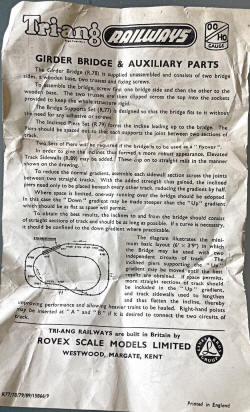 Tri-ang RAILWAYS
OO/HO GAUGE
GIRDER BRIDGE & AUXILIARY PARTS
The Girder Bridge (R.78) is supplied unassembled and consists of two bridge
sides, a wooden base, two trusses and fixing screws.
To assemble the bridge, screw first one bridge side and then the other to the
wooden base. The two trusses are then clipped across the top into the sockets
provided to keep the whole structure rigid.
The Bridge Supports Set (R.77) is designed so that the bridge fits to it without
the need for any adhesive or screws.
The Inclined Piers Set (R.79) forms the incline leading up to the bridge. The
piers should be spaced out so that each supports the joint between two sections of
track.
Two Sets of Piers will be required if the bridge is to be used as a "flyover".
In order to give the inclines thus formed a more realistic appearance, Elevated
Track Sidewalls (R.89) may be added. These clip on to straight rails in the manner
shown on the drawing.
To reduce the normal gradient, assemble each sidewall section across the joints
between two straight tracks. With the added strength thus gained, the inclined
piers need only to be placed beneath every other track, reducing the gradients by half.
Where space is limited, one-way running over the bridge should be adopted.
In this case the "Down" gradient may be made steeper than the "Up" gradient
which should be as flat as space will permit.
To obtain the best results, the inclines to and from the bridge should consist
of straight sections of track and should be as long as possible. If a curve is necessary,
it should be confined to the down gradient where practicable.
The diagram illustrates the mini-
mum basic layout (6' x 3'9") in which
the Bridge may be used with two
independent circuits of track. The
inclined piers supporting the "Up"
gradient may be moved until the best
results are obtained. If space permits,
more straight sections of track should
be included in the "Up" gradient,
and track sidewalls used to lengthen
and thus flatten the incline, thereby
improving performance and allowing heavier trains to be hauled. Right-hand points
may be inserted at "A" and "B" if it is desired to connect the two circuits of
track.
TRI-ANG RAILWAYS are built in Britain by
ROVEX SCALE MODELS LIMITED
WESTWOOD, MARGATE, KENT
Printed in England